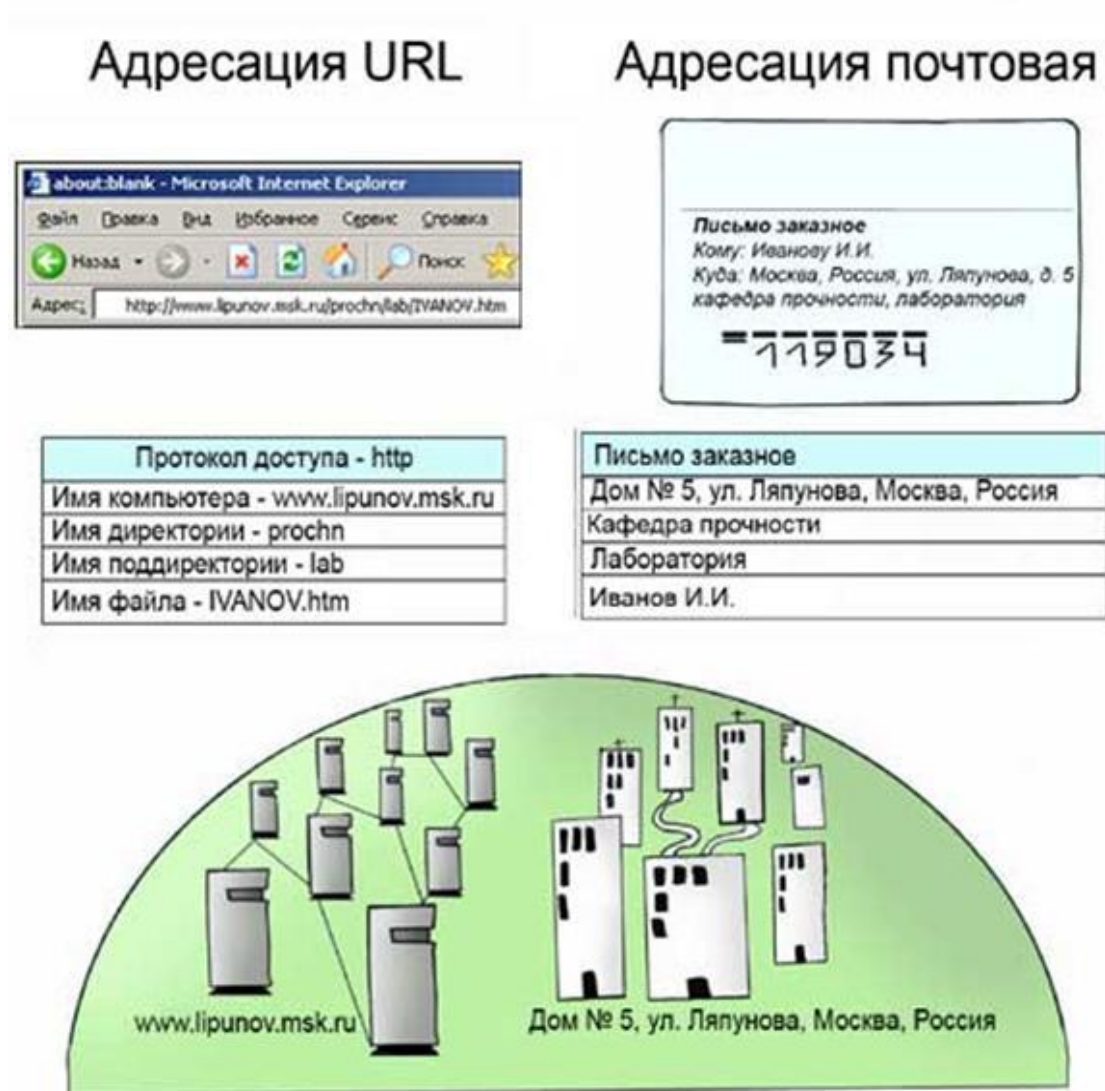 Адресация URL
Адресация почтовая
about:blank - Microsoft Internet Explorer
Файл Правка Вид Избранное Сервис Справка
Назад Поиск
Адрес: http://www.lipunov.msk.ru/prochn/lab/IVANOV.htm
Письмо заказное
Кому: Иванову И.И.
Куда: Москва, Россия, ул. Ляпунова, д. 5
кафедра прочности, лаборатория
119034
Протокол доступа - http
Имя компьютера - www.lipunov.msk.ru
Имя директории - prochn
Имя поддиректории - lab
Имя файла - IVANOV.htm
Письмо заказное
Дом № 5, ул. Ляпунова, Москва, Россия
Кафедра прочности
Лаборатория
Иванов И.И.
www.lipunov.msk.ru
Дом № 5, ул. Ляпунова, Москва, Россия